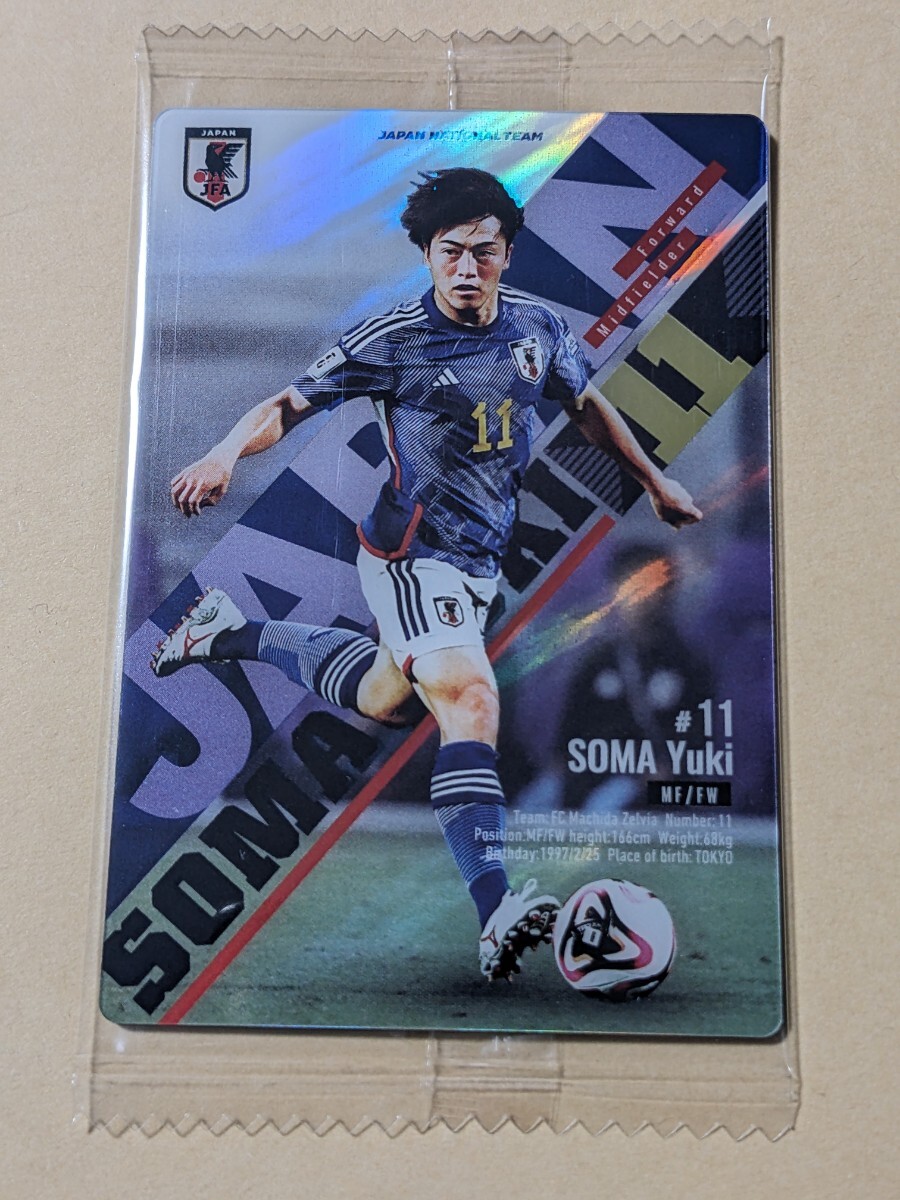 JAPAN
JFA
JAPAN NATIONAL TEAM
Forward
Midfielder
JAPAN
SOMA YUKI 11
11
#11
SOMA Yuki
MF/FW
Team:FC Machida Zelvia Number:11
Position:MF/FW height:166cm Weight:68kg
Birthday:1997/2/25 Place of birth:TOKYO